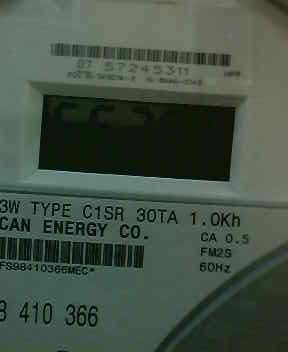 07 57245311
3W TYPE C1SR 30TA 1.0Kh
CAN ENERGY CO.
CA 0.5
FM2S
60Hz
FS98410366MEC*
8 410 366